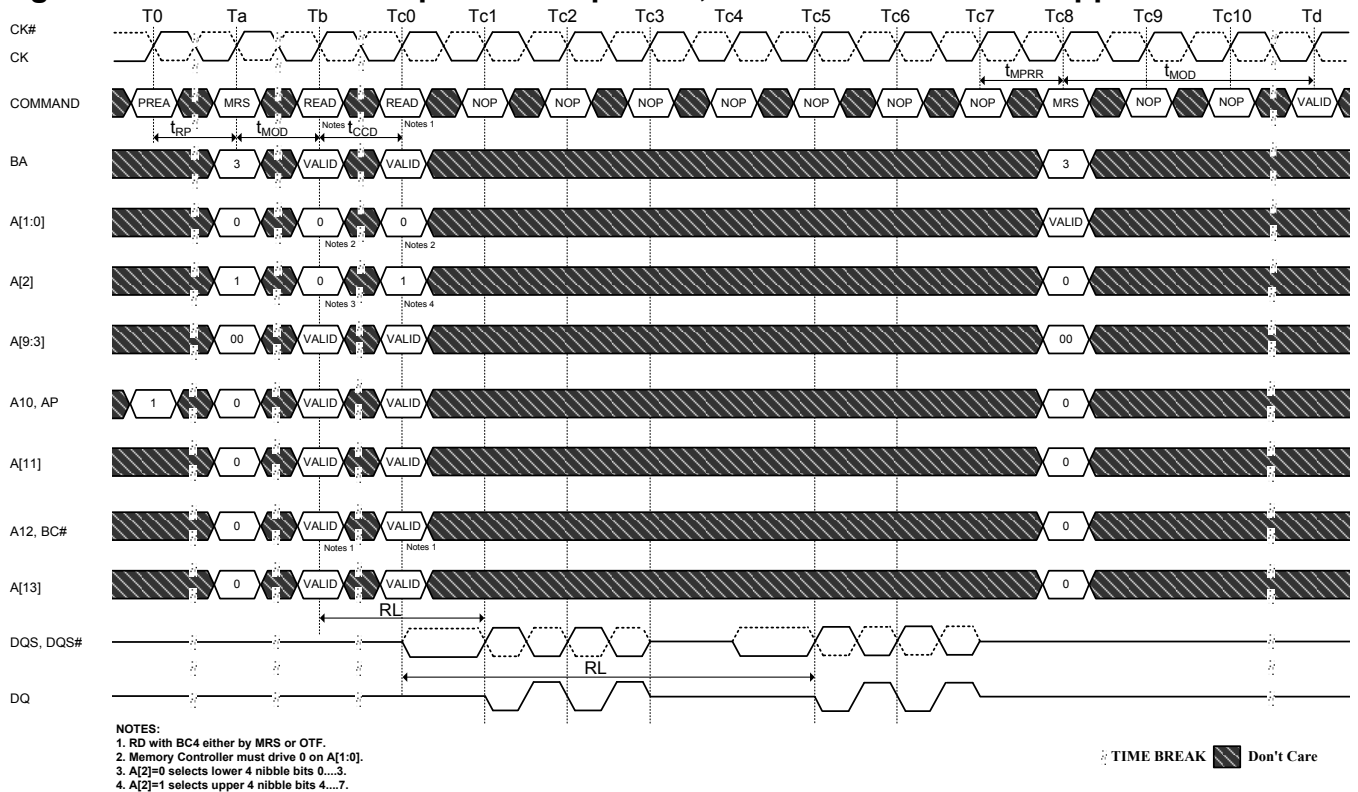 T0 Ta Tb Tc0 Tc1 Tc2 Tc3 Tc4 Tc5 Tc6 Tc7 Tc8 Tc9 Tc10 Td
CK#
CK
tMPRR tMOD
COMMAND PREA MRS READ READ NOP NOP NOP NOP NOP NOP NOP MRS NOP NOP VALID
Notes 1 Notes 1
tRP tMOD tCCD
BA 3 VALID VALID 3
A[1:0] 0 0 0 VALID
Notes 2 Notes 2
A[2] 1 0 1 0
Notes 3 Notes 4
A[9:3] 00 VALID VALID 00
A10, AP 1 0 VALID VALID 0
A[11] 0 VALID VALID 0
A12, BC# 0 VALID VALID 0
Notes 1 Notes 1
A[13] 0 VALID VALID 0
RL
DQS, DQS#
RL
DQ
NOTES:
1. RD with BC4 either by MRS or OTF.
2. Memory Controller must drive 0 on A[1:0].
3. A[2]=0 selects lower 4 nibble bits 0....3.
4. A[2]=1 selects upper 4 nibble bits 4....7.
TIME BREAK Don't Care